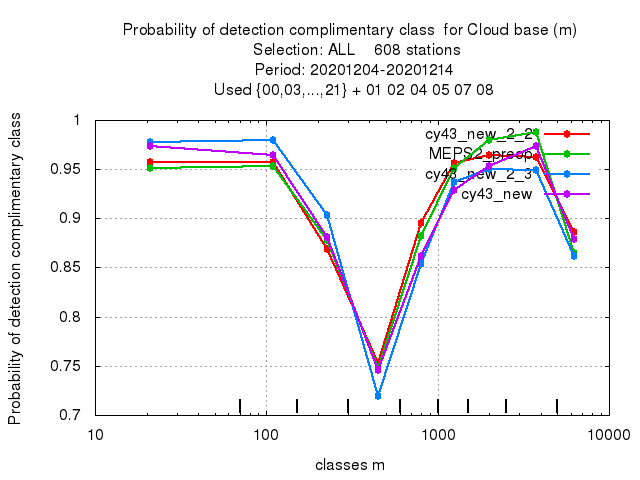 Probability of detection complimentary class  for Cloud base (m)
Selection: ALL    608 stations
Period: 20201204-20201214
Used {00,03,...,21} + 01 02 04 05 07 08
Probability of detection complimentary class
1
0.95
0.9
0.85
0.8
0.75
0.7
10
100
1000
10000
classes m
cy43_new_2_2
MEPS2_preop
cy43_new_2_3
cy43_new